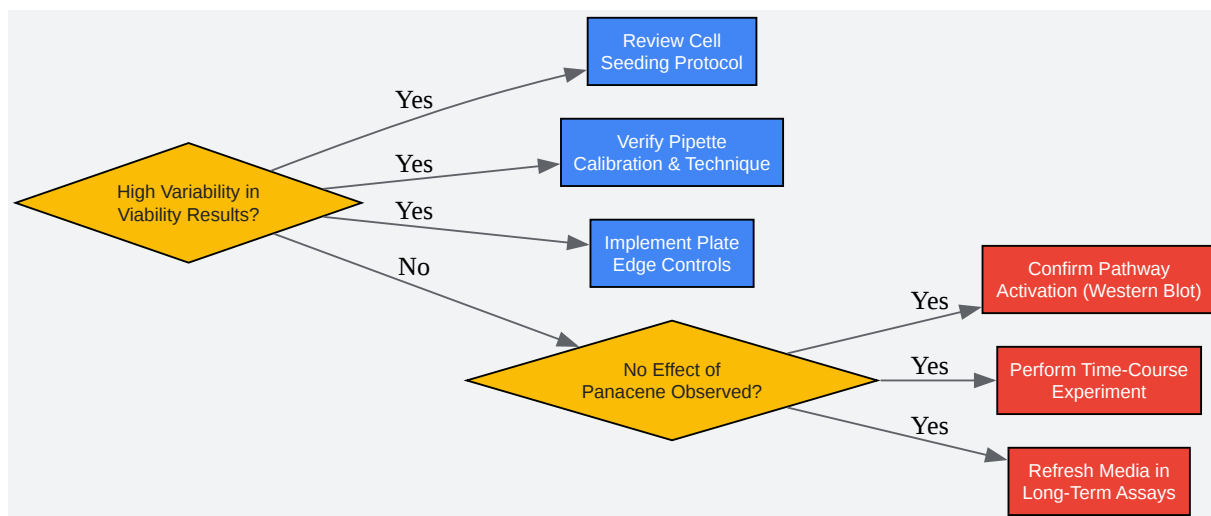 Review Cell
Seeding Protocol
Yes
Verify Pipette
Calibration & Technique
Yes
High Variability in
Viability Results?
Yes
Implement Plate
Edge Controls
No
Confirm Pathway
Activation (Western Blot)
Yes
No Effect of
Panacene Observed?
Yes
Perform Time-Course
Experiment
Yes
Refresh Media in
Long-Term Assays